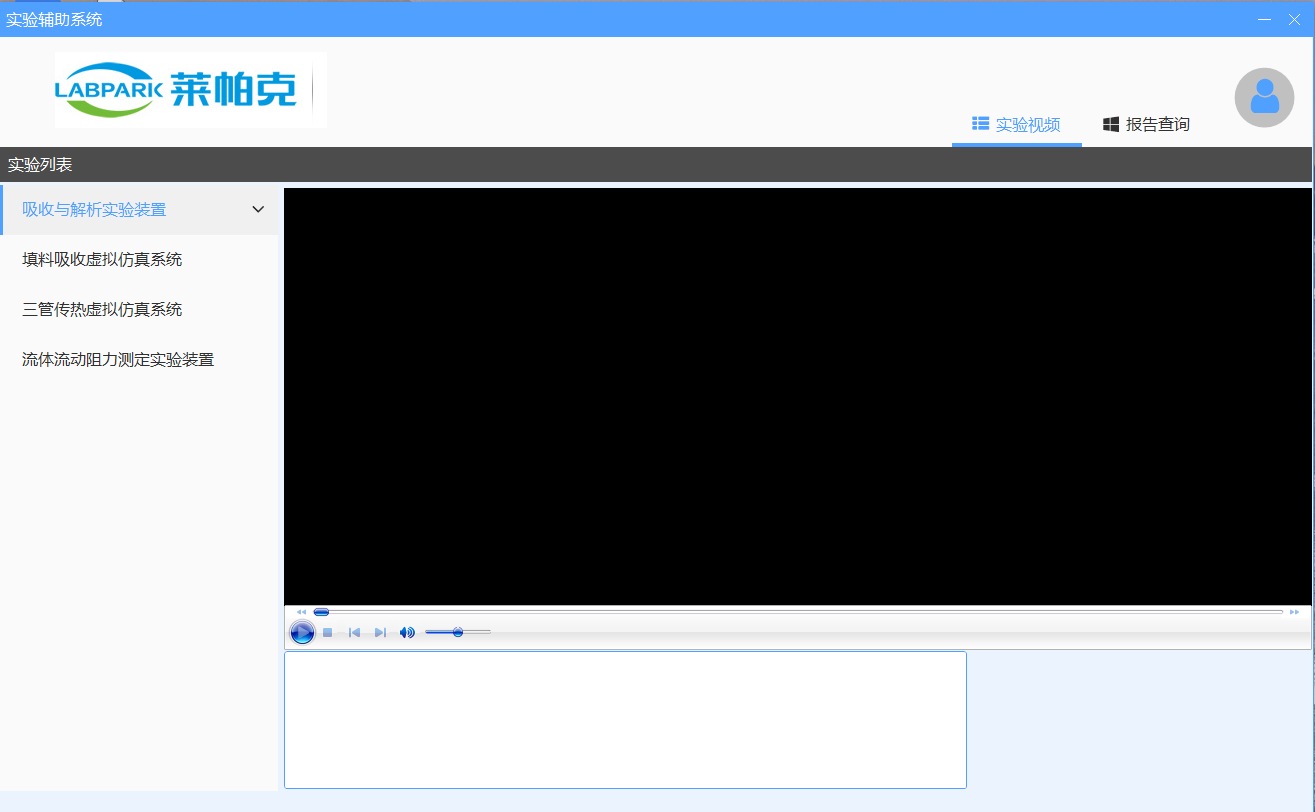 实验辅助系统
LABPARK 莱帕克
实验视频
报告查询
实验列表
吸收与解析实验装置
填料吸收虚拟仿真系统
三管传热虚拟仿真系统
流体流动阻力测定实验装置